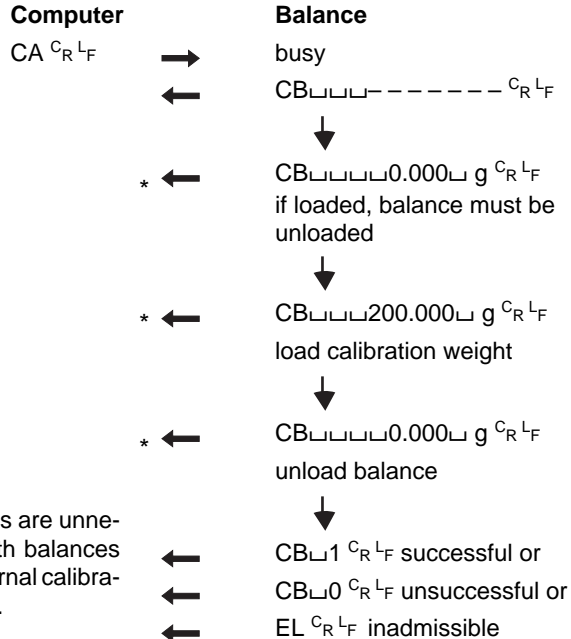 Computer Balance
CA CR LF busy
CB␣␣␣– – – – – – – – CR LF
* CB␣␣␣␣0.000␣ g CR LF
if loaded, balance must be
unloaded
* CB␣␣␣200.000␣ g CR LF
load calibration weight
* CB␣␣␣␣0.000␣ g CR LF
unload balance
s are unne-
th balances CB␣1 CR LF successful or
rnal calibra- CB␣0 CR LF unsuccessful or
. EL CR LF inadmissible